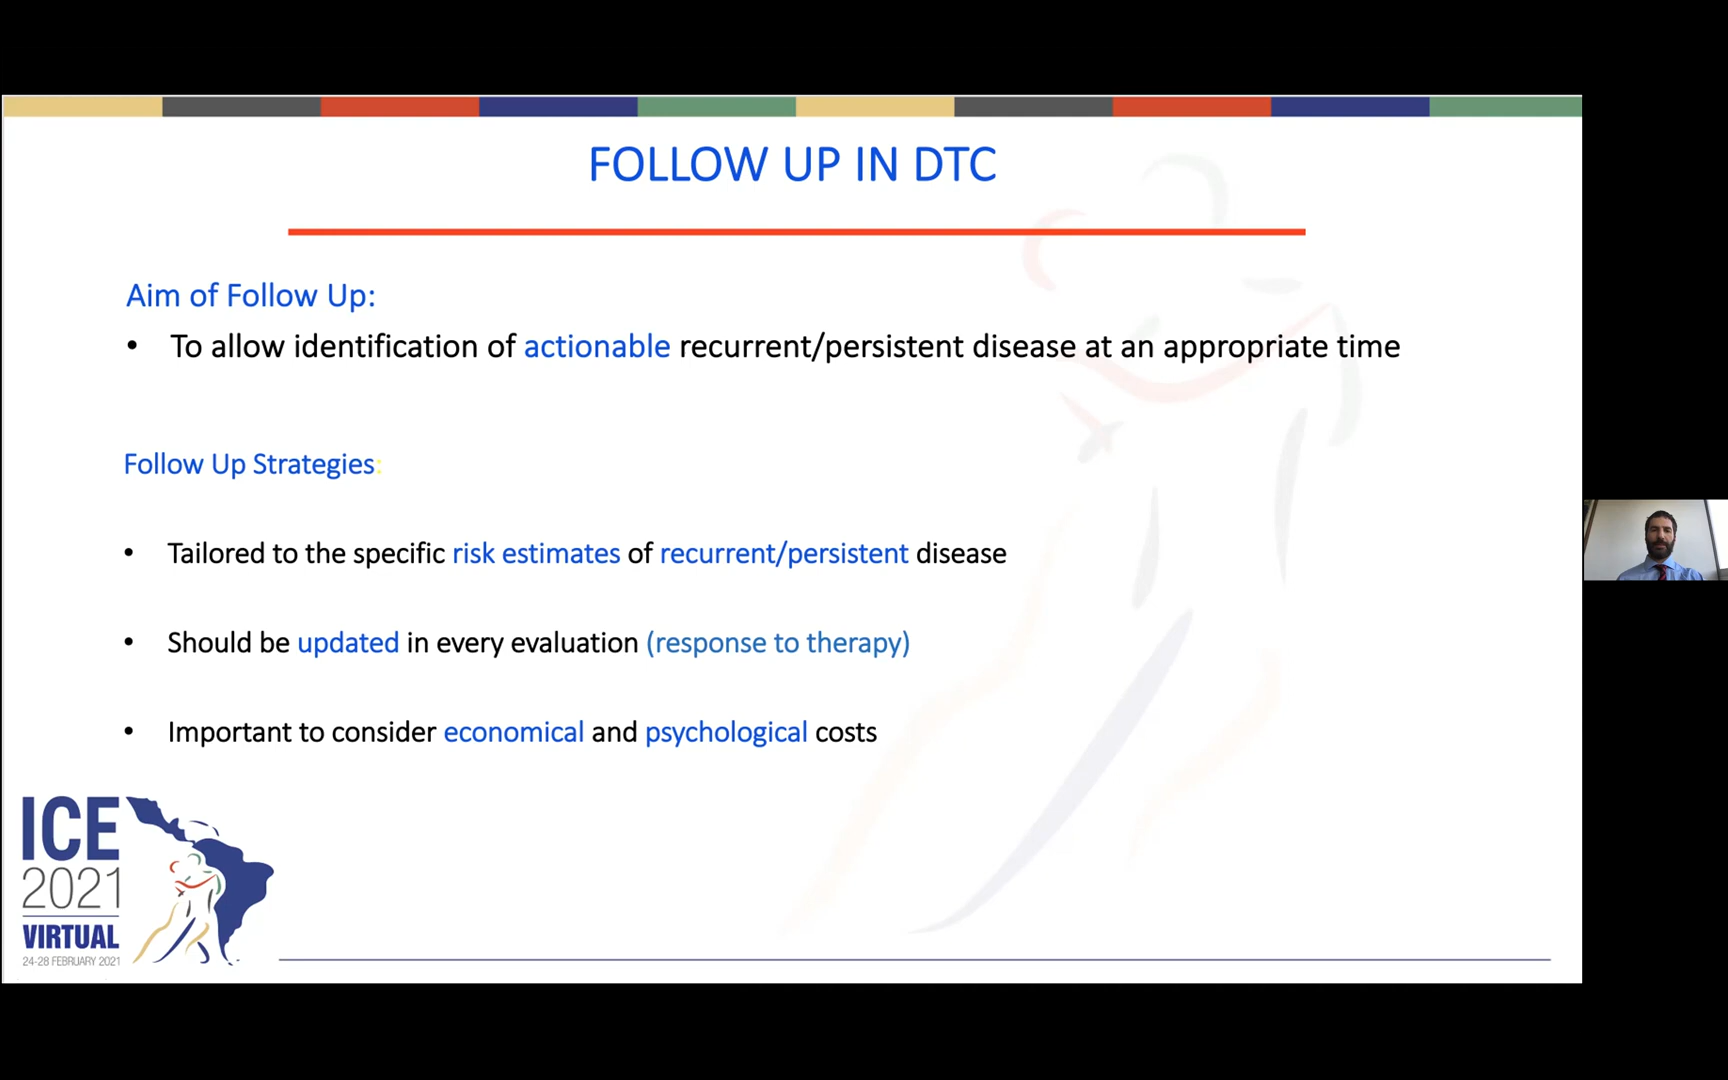 FOLLOW UP IN DTC
Aim of Follow Up:
• To allow identification of actionable recurrent/persistent disease at an appropriate time
Follow Up Strategies:
• Tailored to the specific risk estimates of recurrent/persistent disease
• Should be updated in every evaluation (response to therapy)
• Important to consider economical and psychological costs
ICE
2021
VIRTUAL
24-28 FEBRUARY 2021